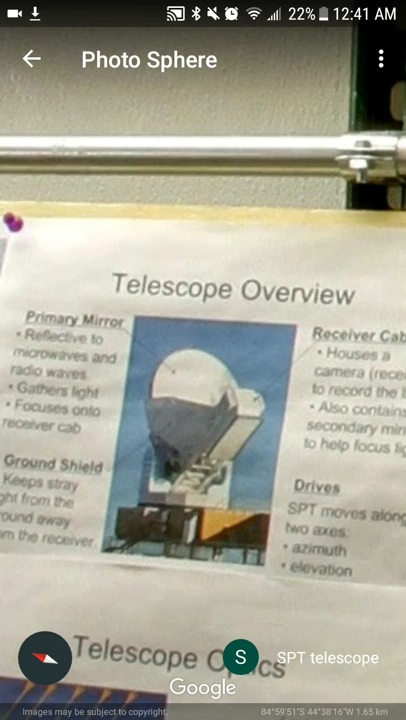 22% 12:41 AM
Photo Sphere
Telescope Overview
Primary Mirror
• Reflective to
microwaves and
radio waves
• Gathers light
• Focuses onto
receiver cab
Ground Shield
Keeps stray
ght from the
ound away
om the receiver.
Receiver Cab
• Houses a
camera (rece
to record the l
• Also contains
secondary mir
to help focus lig
Drives
SPT moves along
two axes:
• azimuth
• elevation
Telescope Optics
S SPT telescope
Google
Images may be subject to copyright. 84°59'51"S 44°38'16"W 1.65 km